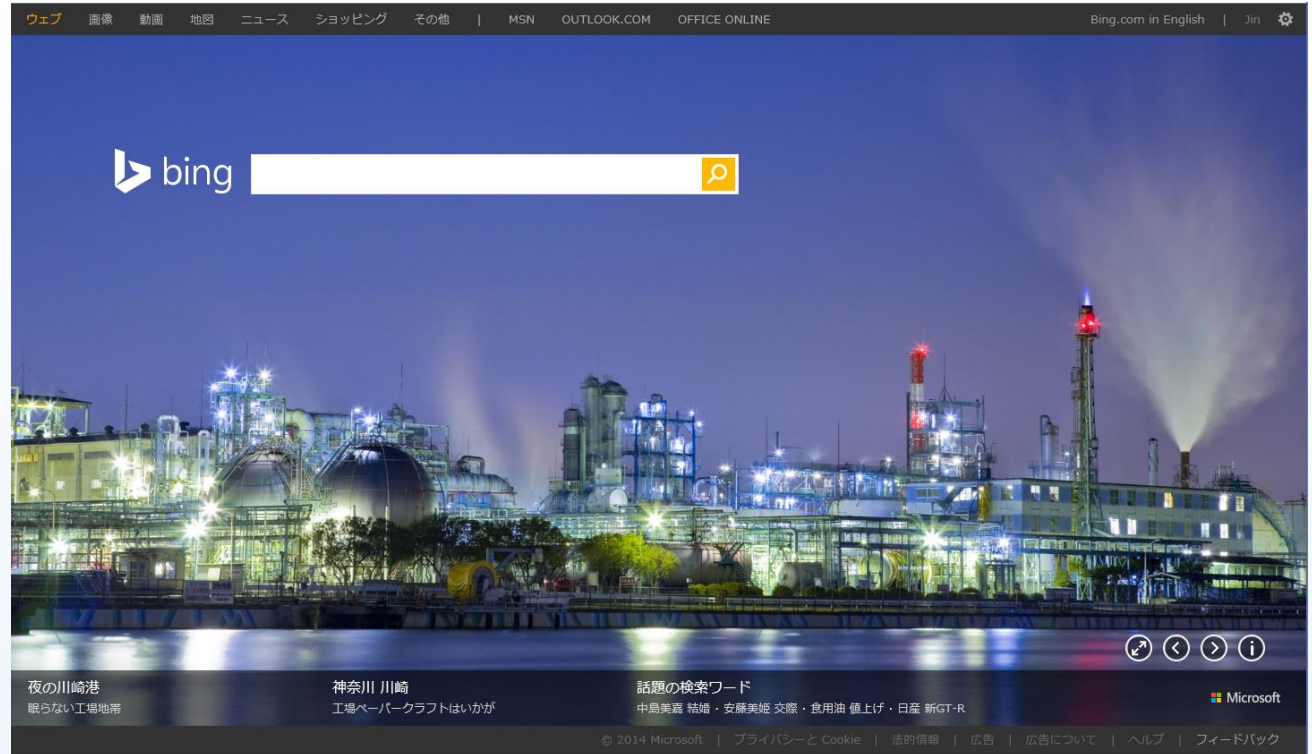 ウェブ 画像 動画 地図 ニュース ショッピング その他 | MSN OUTLOOK.COM OFFICE ONLINE Bing.com in English | Jin
bing
夜の川崎港 神奈川 川崎 話題の検索ワード
眠らない工場地帯 工場ペーパークラフトはいかが 中島美嘉 結婚・安藤美姫 交際・食用油 値上げ・日産 新GT-R
Microsoft
© 2014 Microsoft | プライバシーと Cookie | 法的情報 | 広告 | 広告について | ヘルプ | フィードバック